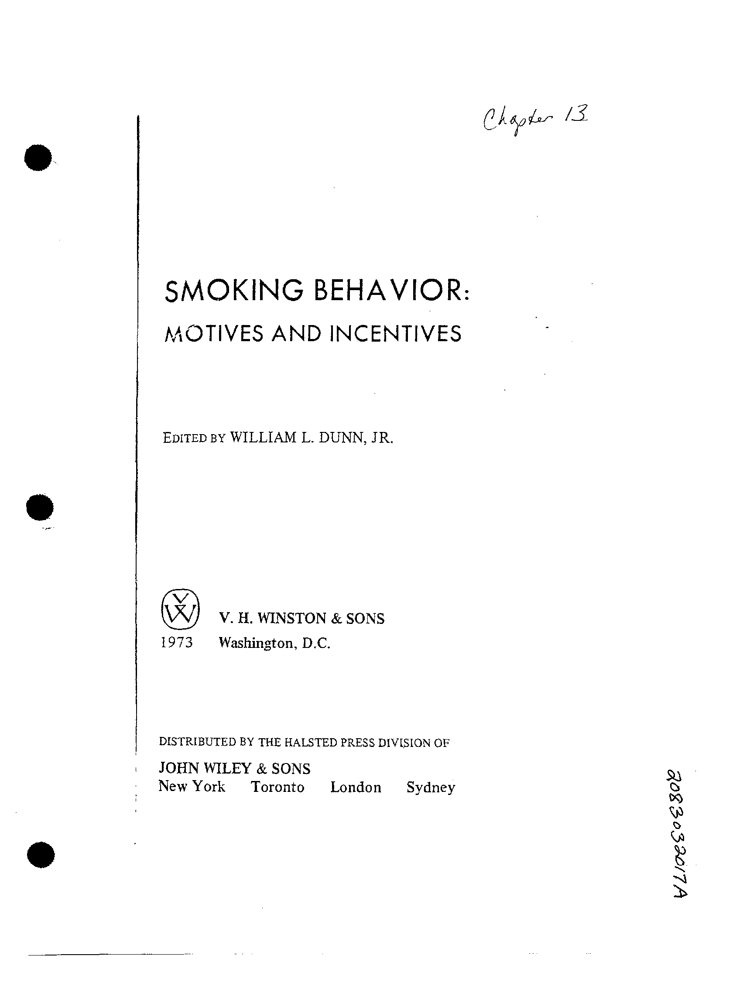 Chapter 13
SMOKING BEHAVIOR:
MOTIVES AND INCENTIVES
EDITED BY WILLIAM L. DUNN, JR.
VW
V. H. WINSTON & SONS
1973 Washington, D.C.
DISTRIBUTED BY THE HALSTED PRESS DIVISION OF
JOHN WILEY & SONS
New York Toronto London Sydney
2083032017A